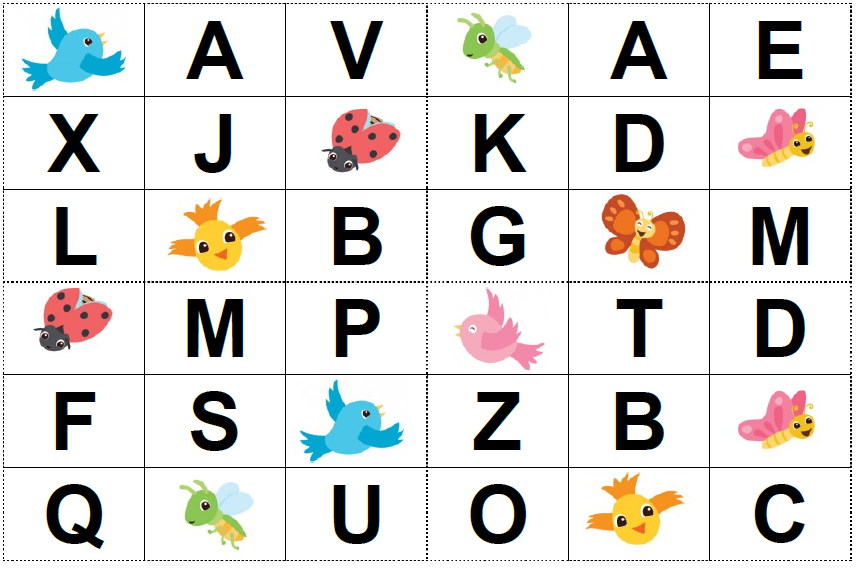 A V A E
X J K D
L B G M
M P T D
F S Z B
Q U O C